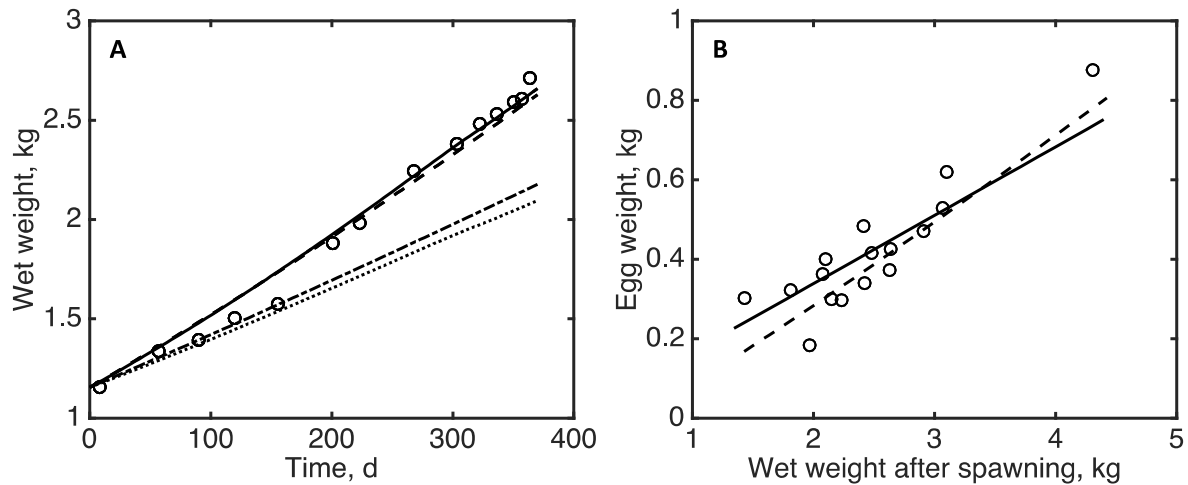 A
Wet weight, kg
3
2.5
2
1.5
1
0 100 200 300 400
Time, d
B
Egg weight, kg
1
0.8
0.6
0.4
0.2
0
1 2 3 4 5
Wet weight after spawning, kg